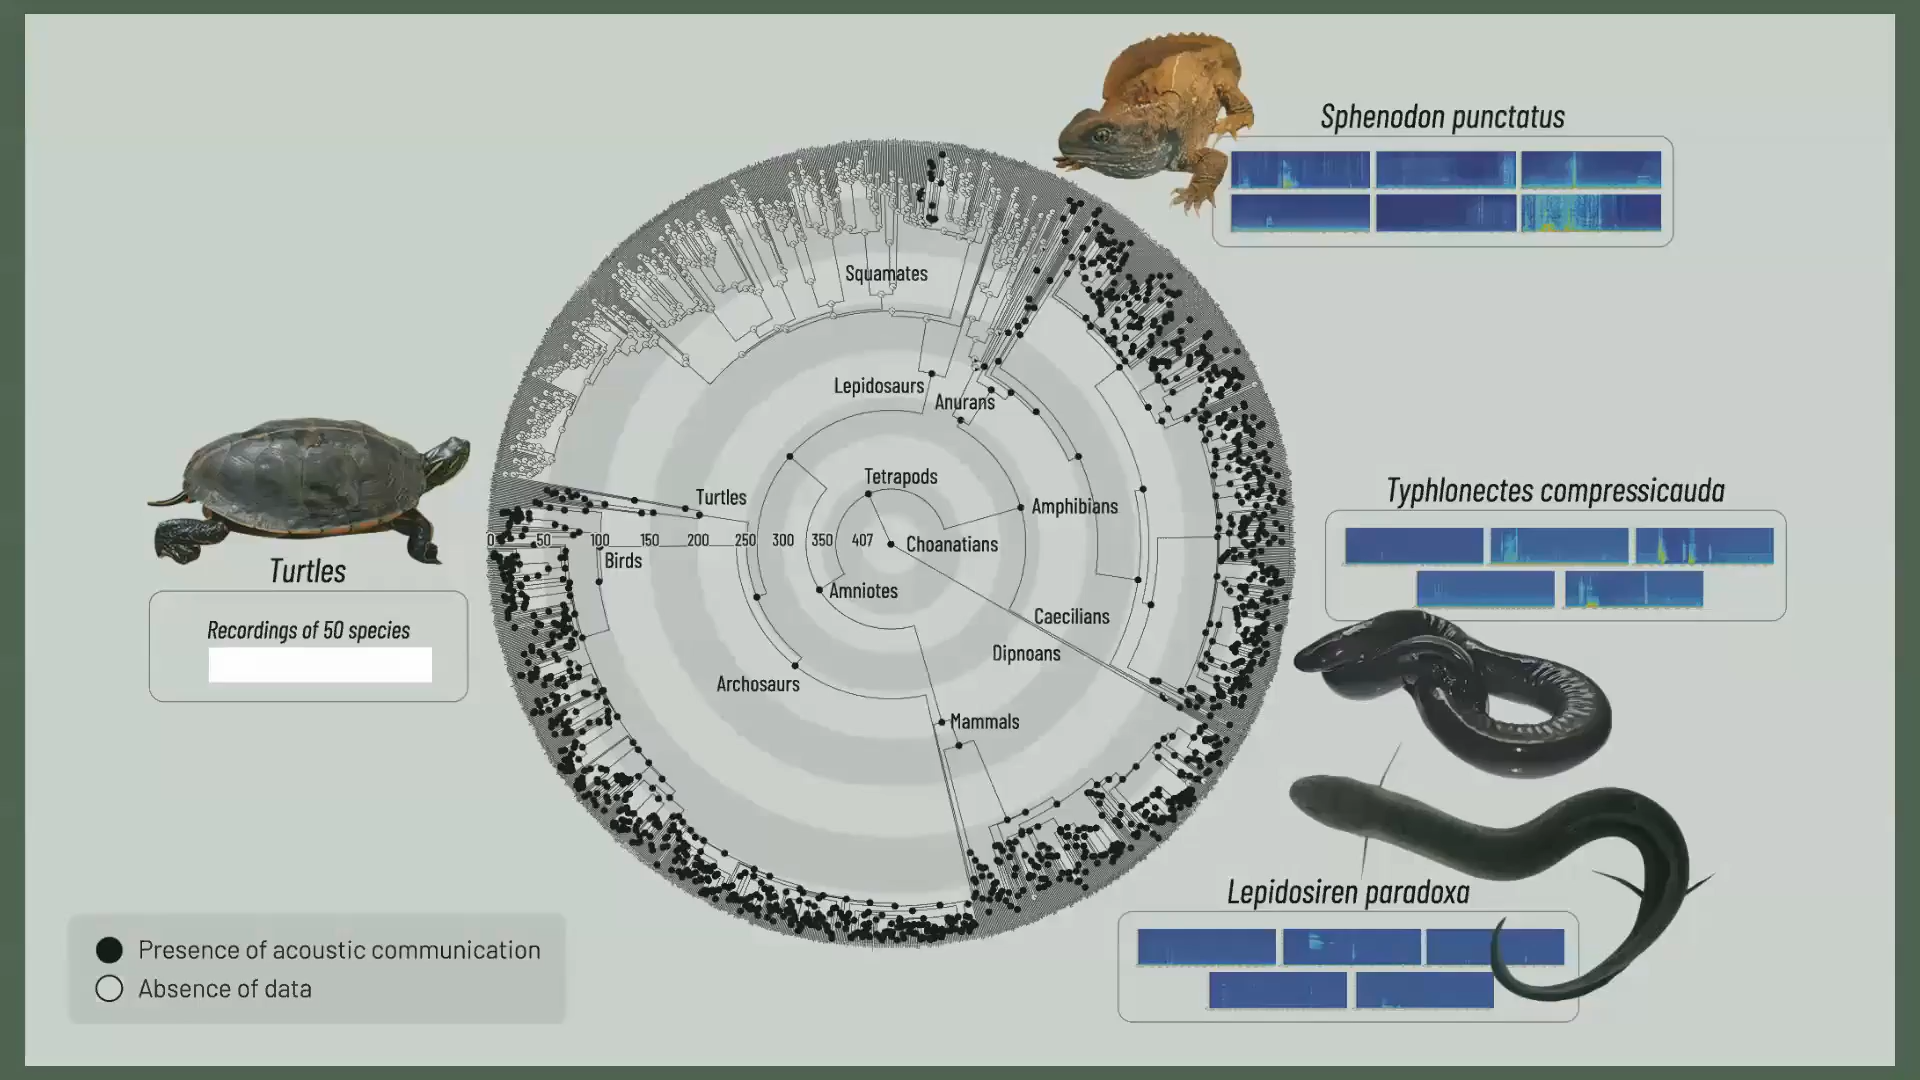 Sphenodon punctatus
Squamates
Lepidosaurs
Anurans
Tetrapods
Typhlonectes compressicauda
Turtles
Amphibians
0 50 100 150 200 250 300 350 407
Choanatians
Birds
Turtles
Amniotes
Caecilians
Recordings of 50 species
Dipnoans
Archosaurs
Mammals
Lepidosiren paradoxa
Presence of acoustic communication
Absence of data